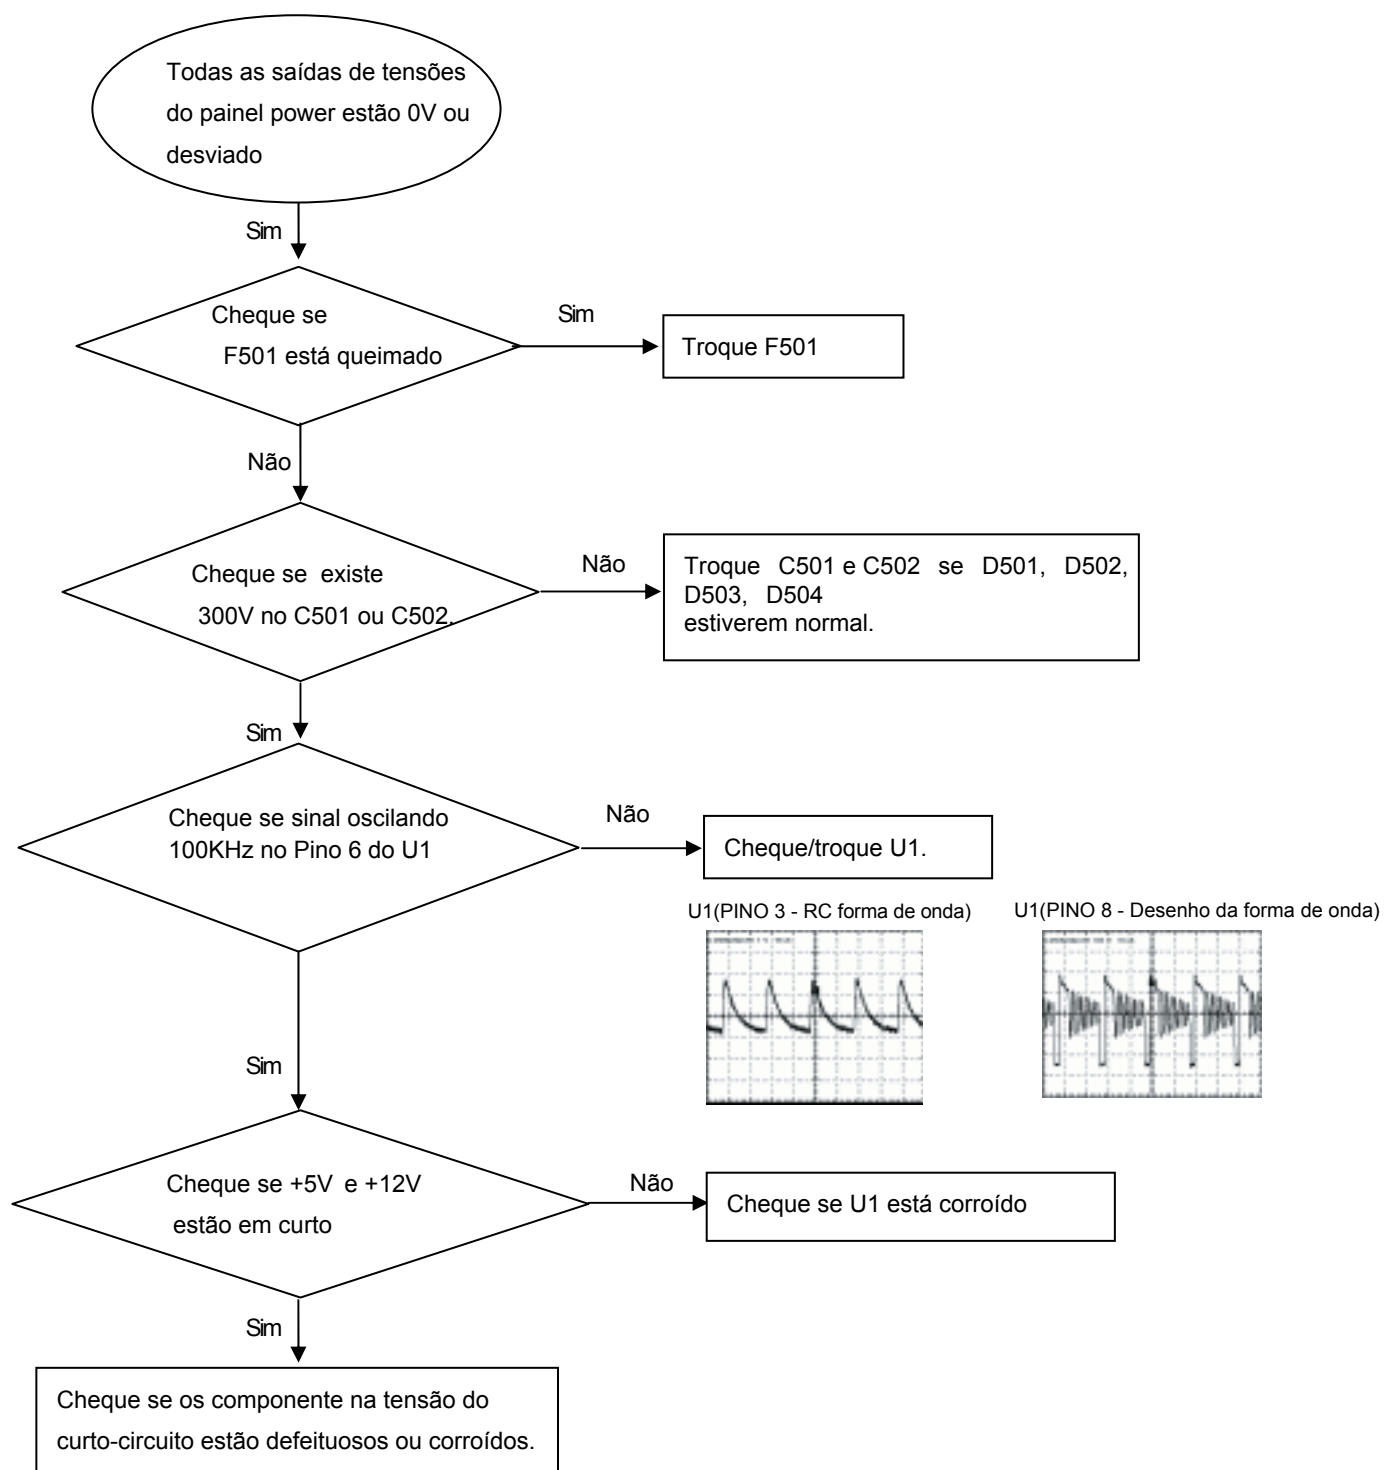 Todas as saídas de tensões
do painel power estão 0V ou
desviado
Sim
Cheque se
F501 está queimado
Sim
Troque F501
Não
Cheque se existe
300V no C501 ou C502.
Não
Troque C501 e C502 se D501, D502,
D503, D504
estiverem normal.
Sim
Cheque se sinal oscilando
100KHz no Pino 6 do U1
Não
Cheque/troque U1.
U1(PINO 3 - RC forma de onda)
U1(PINO 8 - Desenho da forma de onda)
Sim
Cheque se +5V e +12V
estão em curto
Não
Cheque se U1 está corroído
Sim
Cheque se os componente na tensão do
curto-circuito estão defeituosos ou corroídos.